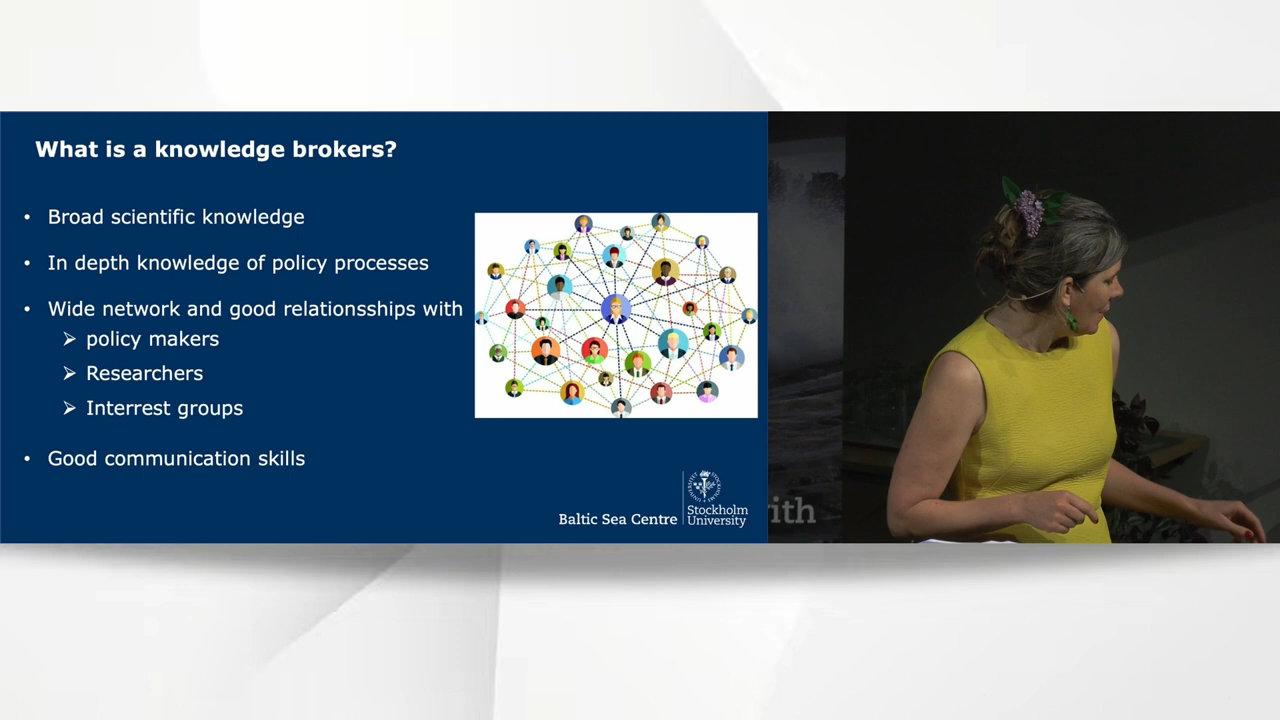 What is a knowledge brokers?
• Broad scientific knowledge
• In depth knowledge of policy processes
• Wide network and good relationsships with
➢ policy makers
➢ Researchers
➢ Interrest groups
• Good communication skills
Baltic Sea Centre
Stockholm
University